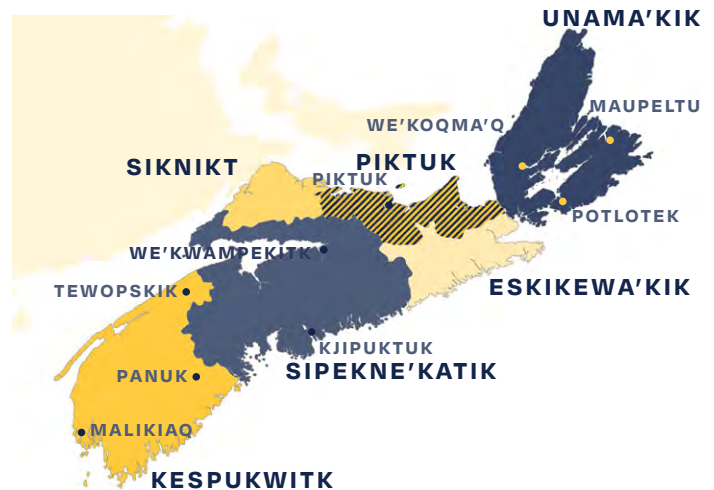 UNAMA’KIK
MAUPELTU
WE’KOQMA’Q
SIKNIKT
PIKTUK
PIKTUK
POTLOTEK
WE’KWAMPEKITK
TEWOPSKIK
ESKIKEWA’KIK
KJIPUKTUK
SIPEKNE’KATIK
PANUK
MALIKIAQ
KESPUKWITK